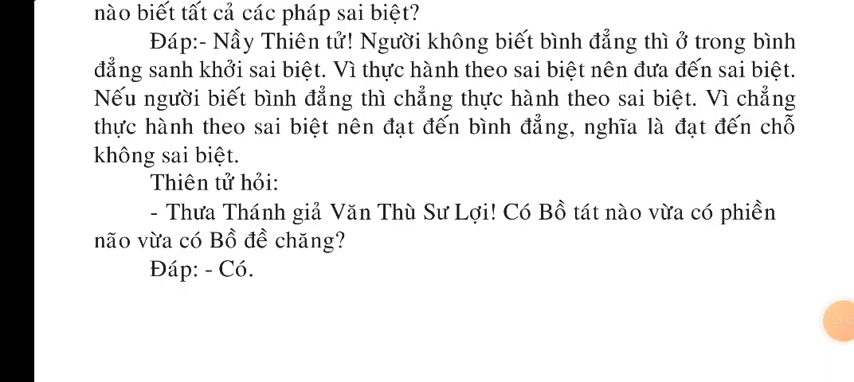 nào biết tất cả các pháp sai biệt?
Đáp:- Nầy Thiên tử! Người không biết bình đẳng thì ở trong bình
đẳng sanh khởi sai biệt. Vì thực hành theo sai biệt nên đưa đến sai biệt.
Nếu người biết bình đẳng thì chẳng thực hành theo sai biệt. Vì chẳng
thực hành theo sai biệt nên đạt đến bình đẳng, nghĩa là đạt đến chỗ
không sai biệt.
Thiên tử hỏi:
- Thưa Thánh giả Văn Thù Sư Lợi! Có Bồ tát nào vừa có phiền
não vừa có Bồ đề chăng?
Đáp: - Có.